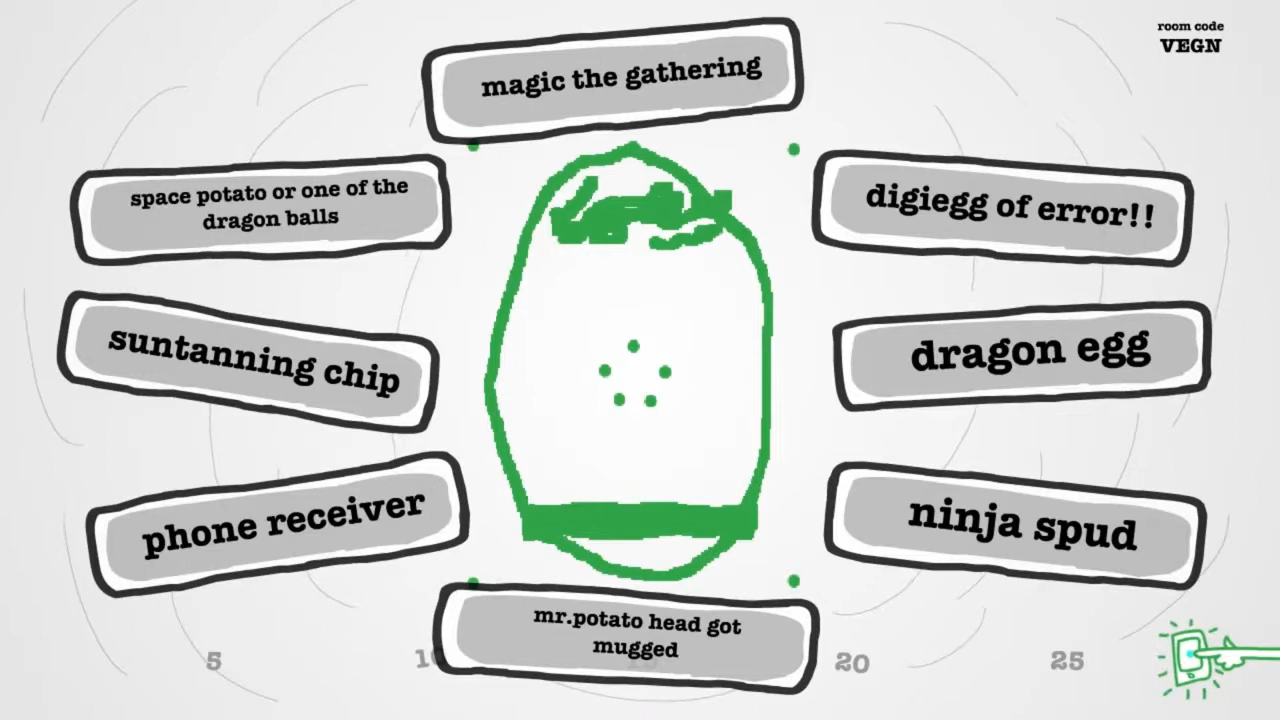 room code
VEGN
magic the gathering
space potato or one of the
dragon balls
digiegg of error!!
suntanning chip
dragon egg
phone receiver
ninja spud
mr.potato head got
mugged
5
20
25